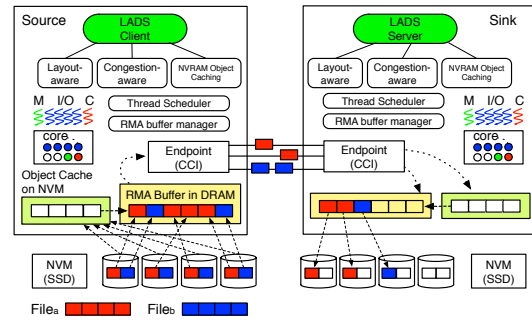 Source
LADS
Client
Layout-
aware
Congestion-
aware
NVRAM Object
Caching
M I/O C
Thread Scheduler
RMA buffer manager
core .
Endpoint
(CCI)
Object Cache
on NVM
RMA Buffer in DRAM
NVM
(SSD)
Filea
Fileb
Sink
LADS
Server
Layout-
aware
Congestion-
aware
NVRAM Object
Caching
Thread Scheduler
RMA buffer manager
M I/O C
core .
Endpoint
(CCI)
NVM
(SSD)